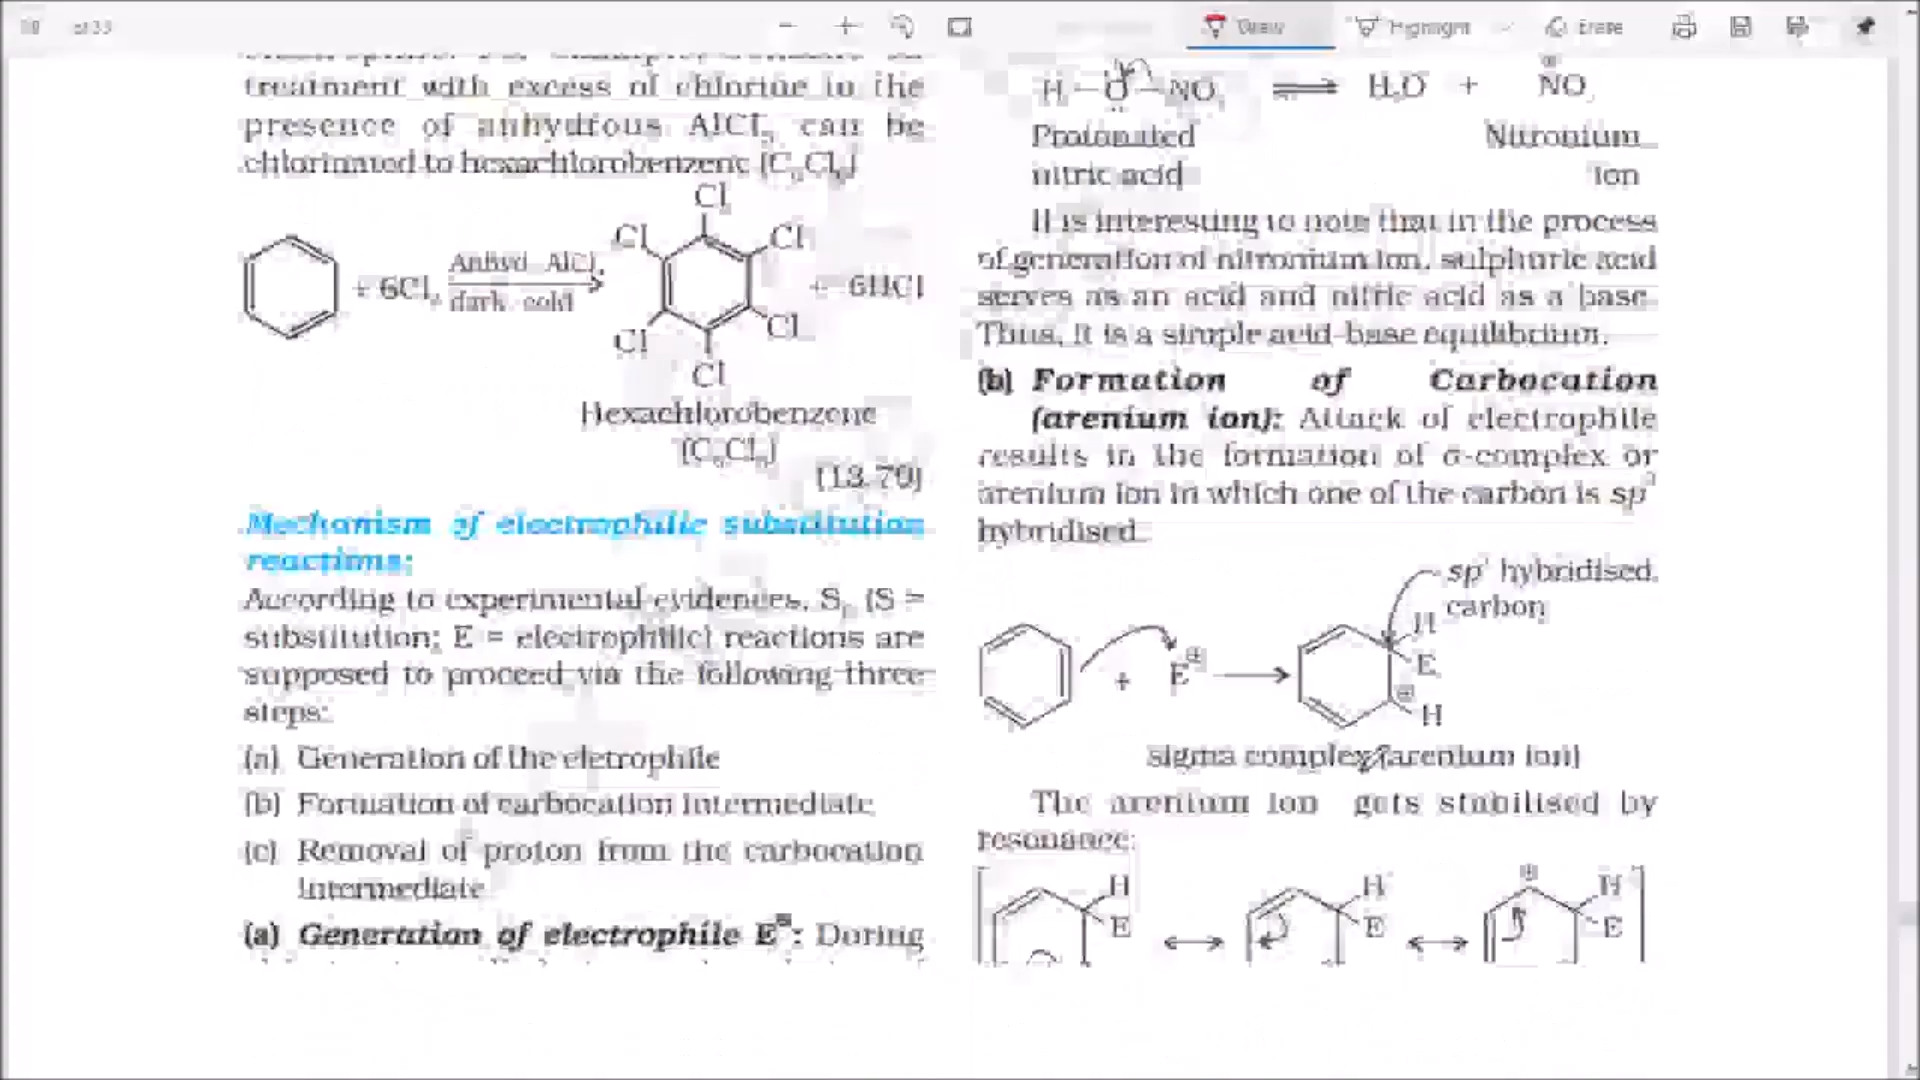 of 33
Draw
Highlight
Erase
treatment with excess of chlorine in the
presence of anhydrous AlCl₃ can be
chlorinated to hexachlorobenzene (C₆Cl₆)
Cl
Cl
Cl
Anhyd. AlCl₃
+ 6Cl₂
+ 6HCl
dark, cold
Cl
Cl
Cl
Hexachlorobenzene
(C₆Cl₆)
(13.79)
Mechanism of electrophilic substitution
reactions:
According to experimental evidences, S_E (S =
substitution; E = electrophilic) reactions are
supposed to proceed via the following three
steps:
(a) Generation of the eletrophile
(b) Formation of carbocation intermediate
(c) Removal of proton from the carbocation
intermediate
(a) Generation of electrophile E⊕: During
H – O – NO₂ ⇌ H₂O + NO₂
Protonated Nitronium
nitric acid ion
It is interesting to note that in the process
of generation of nitronium ion, sulphuric acid
serves as an acid and nitric acid as a base.
Thus, it is a simple acid-base equilibrium.
(b) Formation of Carbocation
(arenium ion): Attack of electrophile
results in the formation of σ-complex or
arenium ion in which one of the carbon is sp³
hybridised.
sp³ hybridised
carbon
H
E
+ E⊕
⊕
H
sigma complex (arenium ion)
The arenium ion gets stabilised by
resonance:
⊕
H H H
E E E